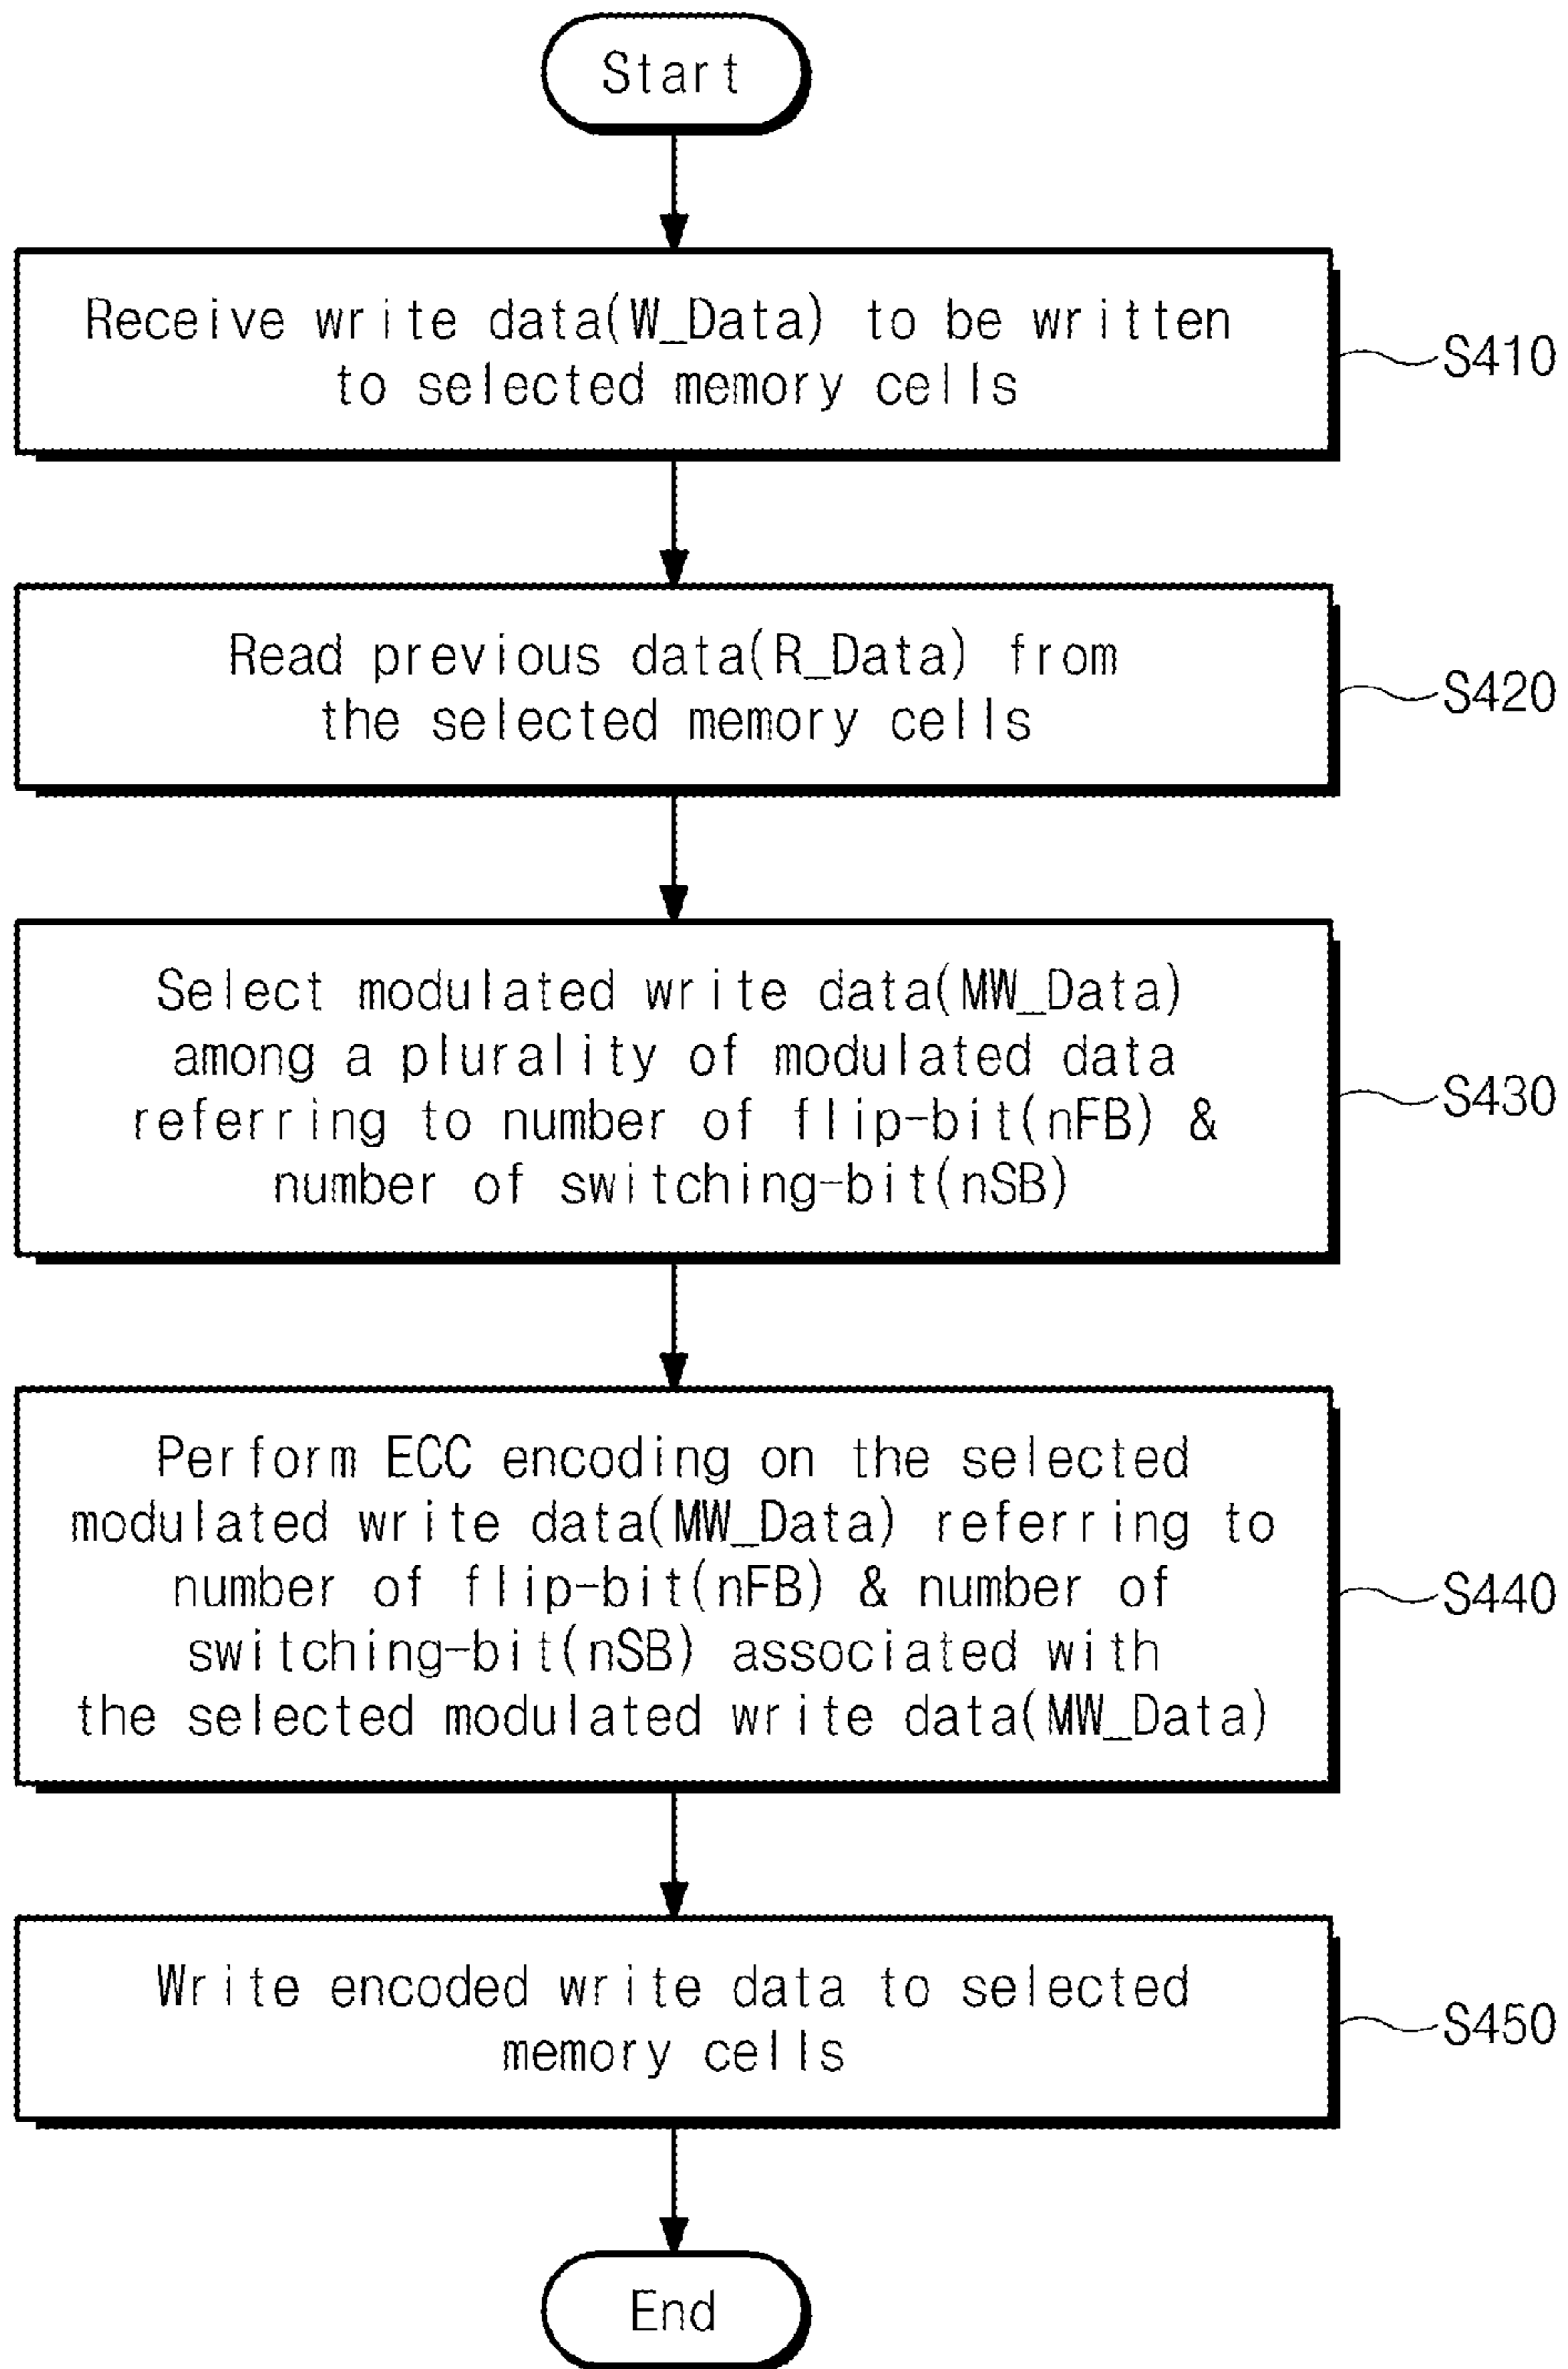 Start
Receive write data(W_Data) to be written
to selected memory cells
S410
Read previous data(R_Data) from
the selected memory cells
S420
Select modulated write data(MW_Data)
among a plurality of modulated data
referring to number of flip-bit(nFB) &
number of switching-bit(nSB)
S430
Perform ECC encoding on the selected
modulated write data(MW_Data) referring to
number of flip-bit(nFB) & number of
switching-bit(nSB) associated with
the selected modulated write data(MW_Data)
S440
Write encoded write data to selected
memory cells
S450
End